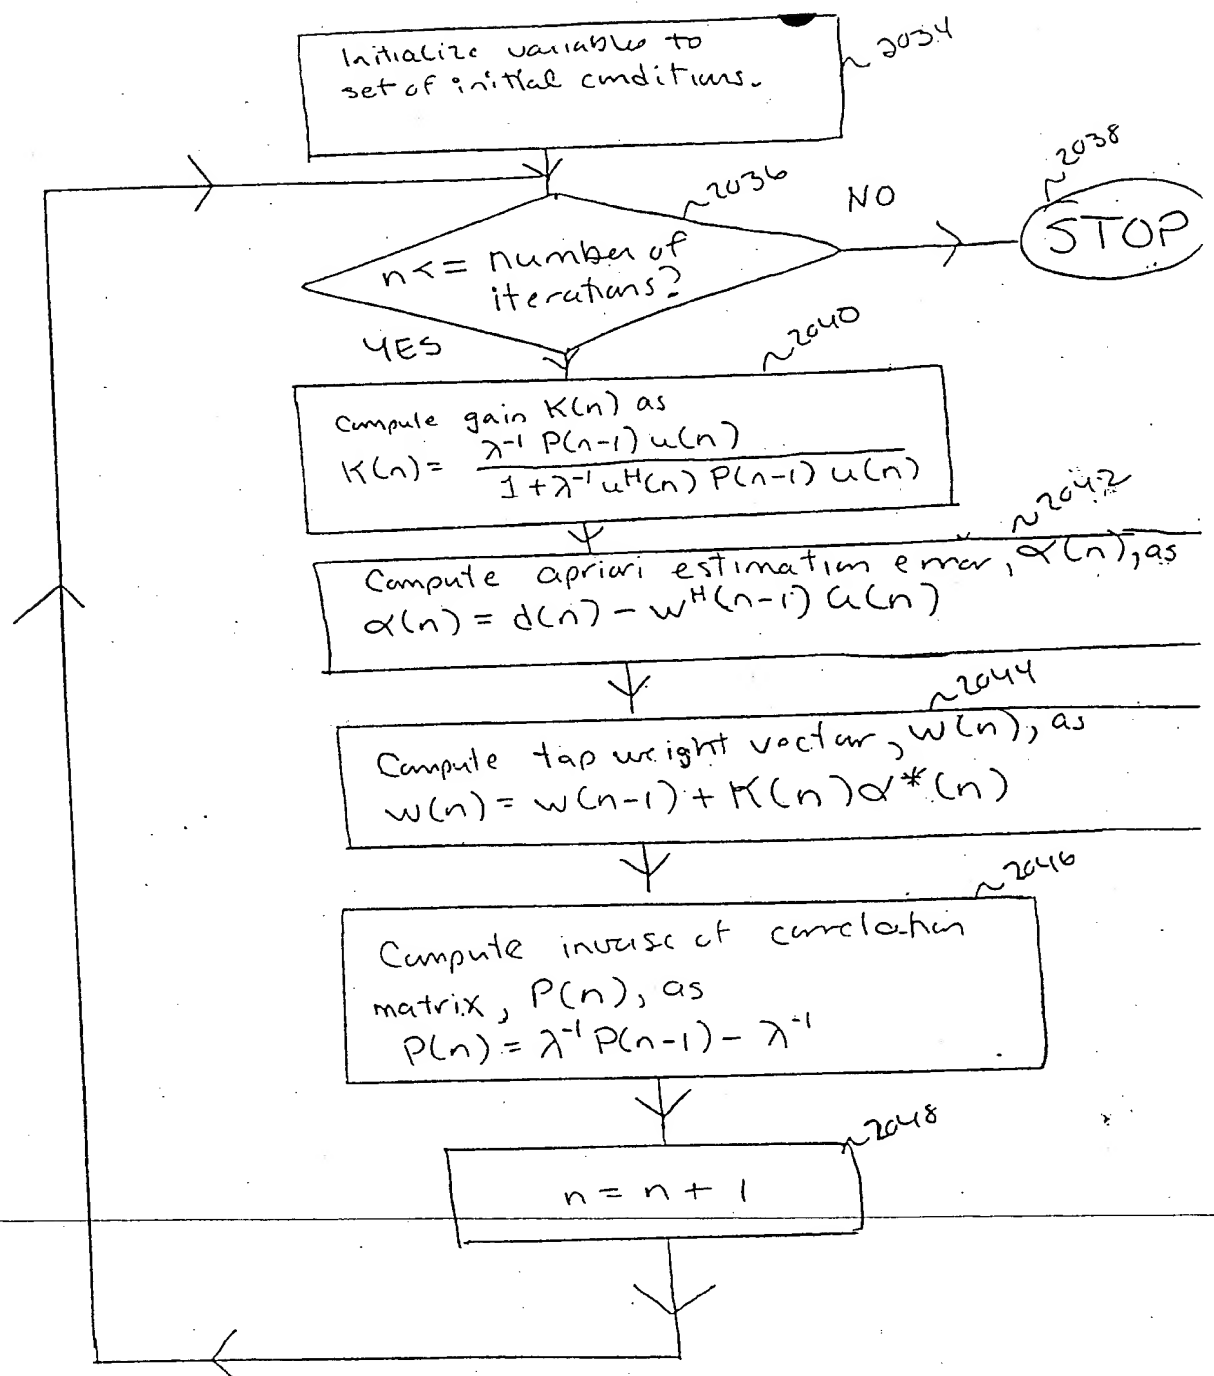 Initialize variables to
set of initial conditions.
2034
2036
NO
2038
STOP
n <= number of
iterations?
YES
2040
Compute gain K(n) as
K(n) = λ⁻¹ P(n-1) u(n)
1 + λ⁻¹ uᴴ(n) P(n-1) u(n)
2042
Compute apriori estimation error, α(n), as
α(n) = d(n) - wᴴ(n-1) u(n)
2044
Compute tap weight vector, w(n), as
w(n) = w(n-1) + K(n) α*(n)
2046
Compute inverse of correlation
matrix, P(n), as
P(n) = λ⁻¹ P(n-1) - λ⁻¹
2048
n = n + 1